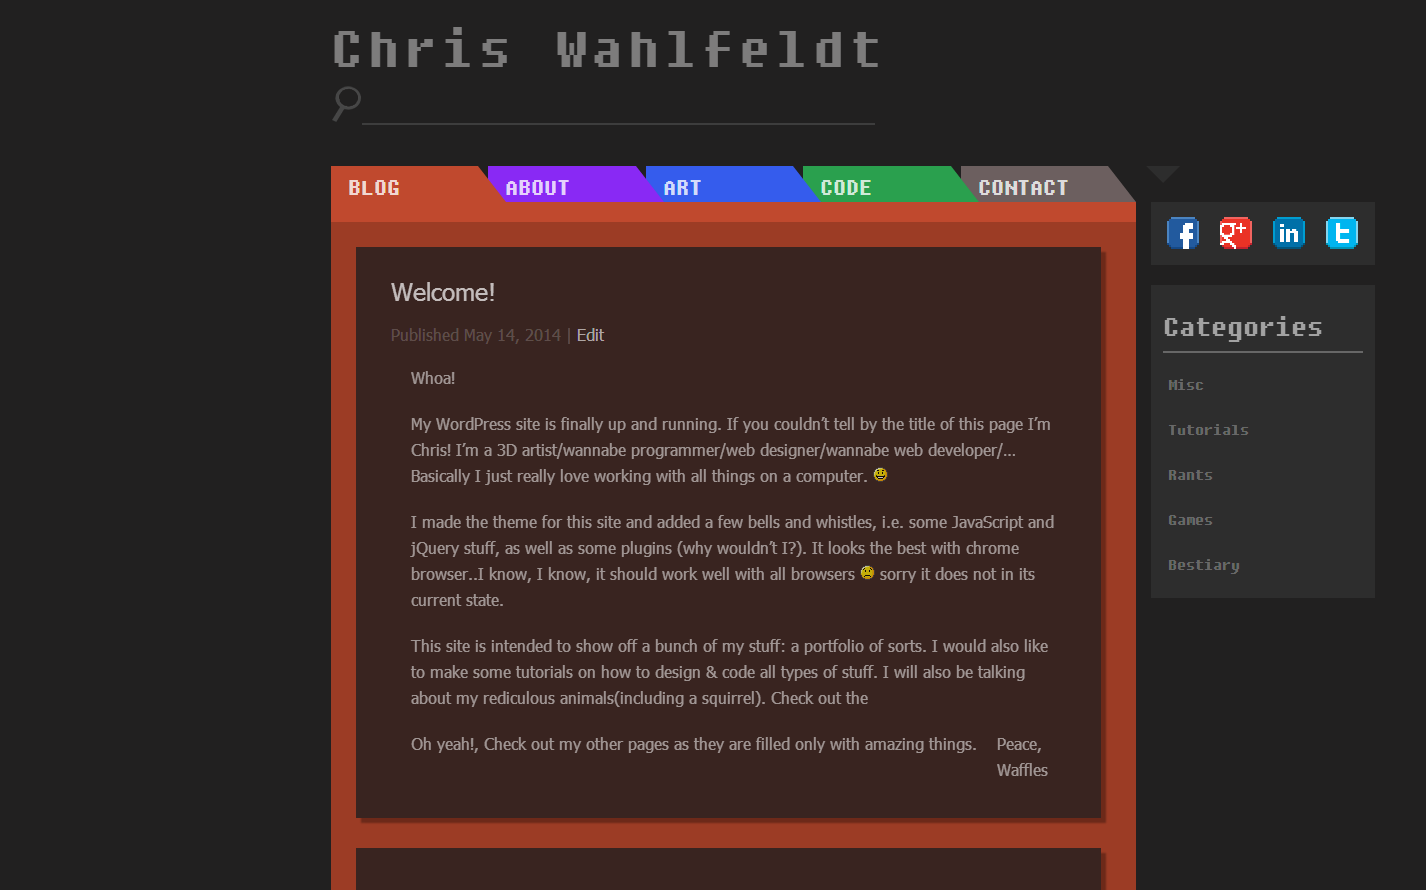 Chris Wahlfeldt
BLOG ABOUT ART CODE CONTACT
f g+ in t
Welcome!
Published May 14, 2014 | Edit
Whoa!
My WordPress site is finally up and running. If you couldn’t tell by the title of this page I’m
Chris! I’m a 3D artist/wannabe programmer/web designer/wannabe web developer/...
Basically I just really love working with all things on a computer.
I made the theme for this site and added a few bells and whistles, i.e. some JavaScript and
jQuery stuff, as well as some plugins (why wouldn’t I?). It looks the best with chrome
browser..I know, I know, it should work well with all browsers sorry it does not in its
current state.
This site is intended to show off a bunch of my stuff: a portfolio of sorts. I would also like
to make some tutorials on how to design & code all types of stuff. I will also be talking
about my rediculous animals(including a squirrel). Check out the
Oh yeah!, Check out my other pages as they are filled only with amazing things.
Peace,
Waffles
Categories
Misc
Tutorials
Rants
Games
Bestiary